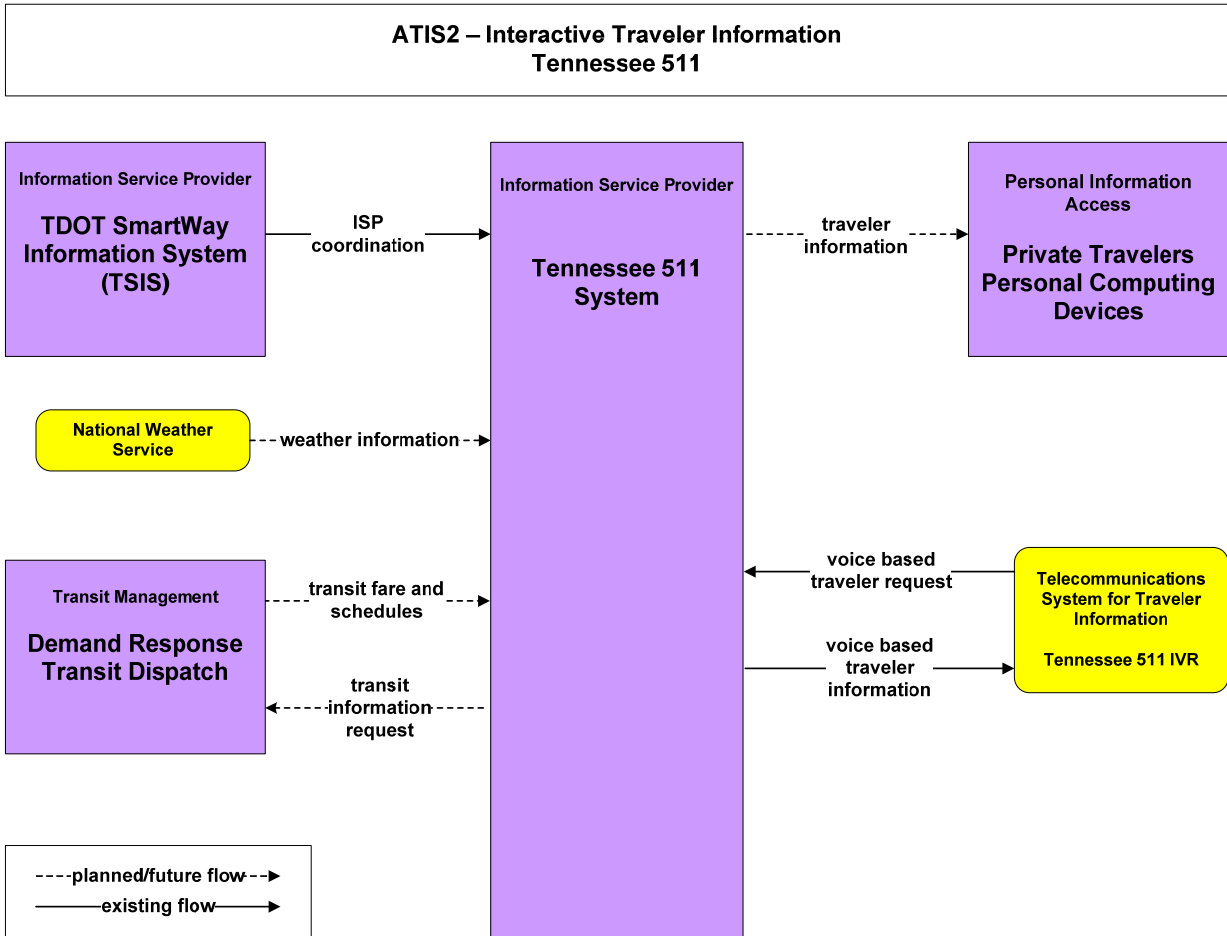 ATIS2 – Interactive Traveler Information
Tennessee 511
Information Service Provider
TDOT SmartWay
Information System
(TSIS)
ISP
coordination
Information Service Provider
Tennessee 511
System
traveler
information
Personal Information
Access
Private Travelers
Personal Computing
Devices
National Weather
Service
weather information
Transit Management
Demand Response
Transit Dispatch
transit fare and
schedules
transit
information
request
voice based
traveler request
voice based
traveler
information
Telecommunications
System for Traveler
Information
Tennessee 511 IVR
planned/future flow
existing flow